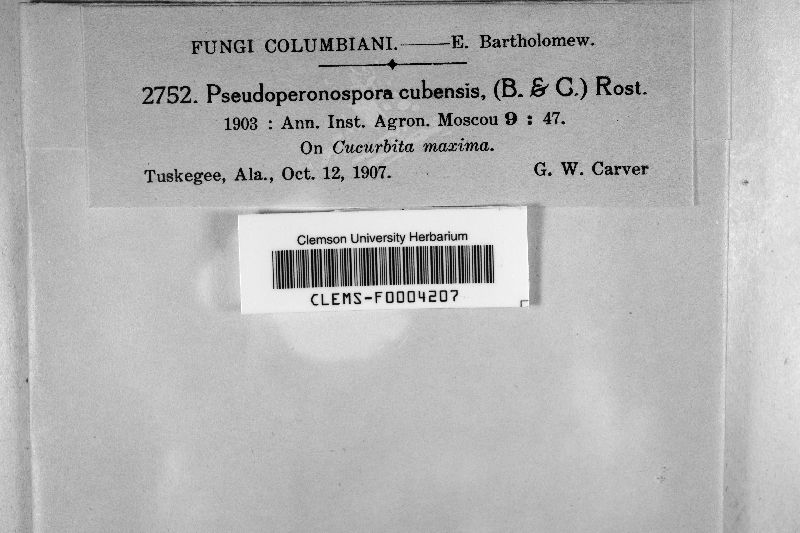 FUNGI COLUMBIANI.——E. Bartholomew.
2752. Pseudoperonospora cubensis, (B. & C.) Rost.
1903 : Ann. Inst. Agron. Moscou 9 : 47.
On Cucurbita maxima.
Tuskegee, Ala., Oct. 12, 1907. G. W. Carver
Clemson University Herbarium
CLEMS-F0004207